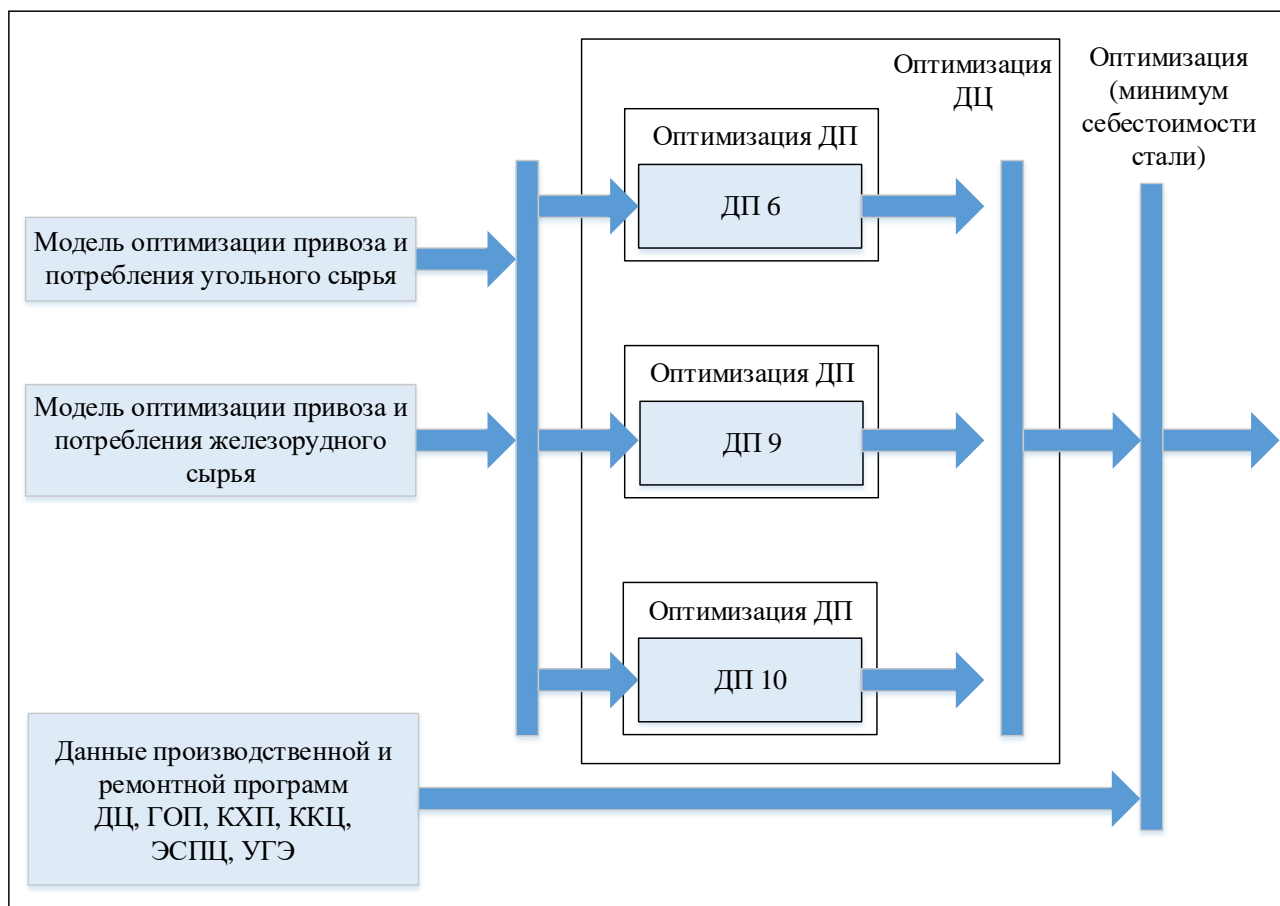 Оптимизация
ДЦ
Оптимизация
(минимум
себестоимости
стали)
Оптимизация ДП
ДП 6
Модель оптимизации привоза и
потребления угольного сырья
Оптимизация ДП
ДП 9
Модель оптимизации привоза и
потребления железорудного
сырья
Оптимизация ДП
ДП 10
Данные производственной и
ремонтной программ
ДЦ, ГОП, КХП, ККЦ,
ЭСПЦ, УГЭ